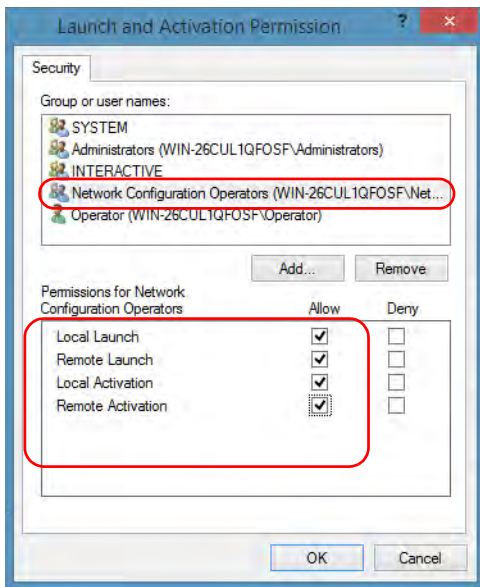 Launch and Activation Permission
?
×
Security
Group or user names:
SYSTEM
Administrators (WIN-26CUL1QFOSF\Administrators)
INTERACTIVE
Network Configuration Operators (WIN-26CUL1QFOSF\Net...
Operator (WIN-26CUL1QFOSF\Operator)
Add...
Remove
Permissions for Network
Configuration Operators
Allow
Deny
Local Launch
Remote Launch
Local Activation
Remote Activation
OK
Cancel